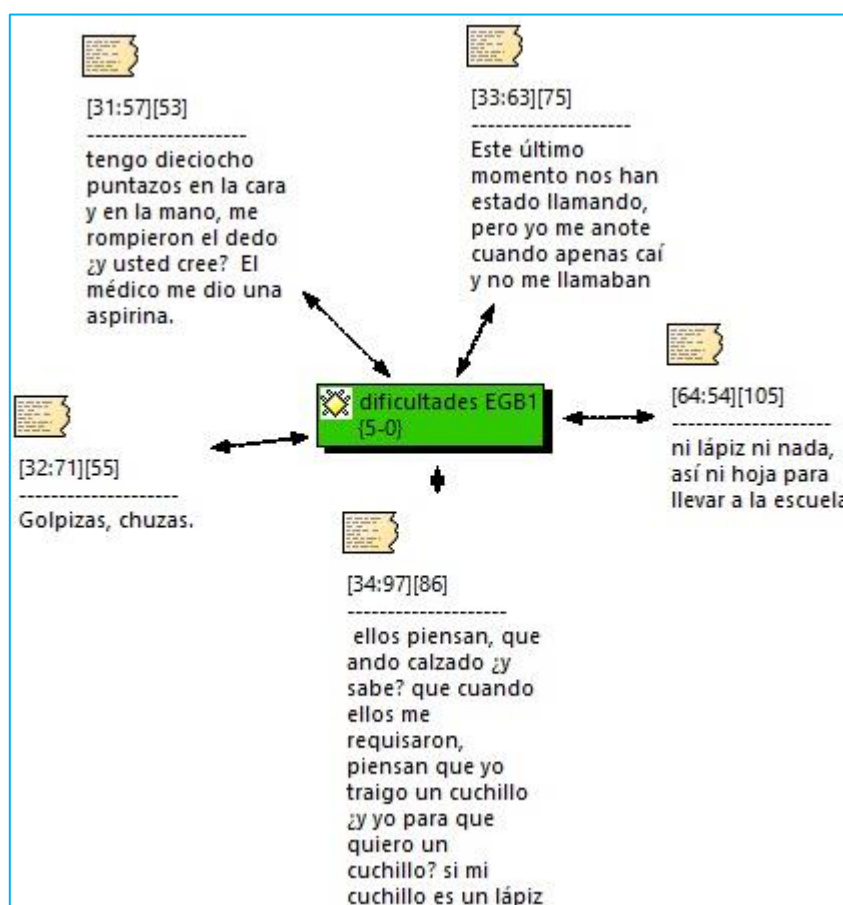 [31:57][53]
--------------------
tengo dieciocho
puntazos en la cara
y en la mano, me
rompieron el dedo
¿y usted cree?  El
médico me dio una
aspirina.
[33:63][75]
--------------------
Este último
momento nos han
estado llamando,
pero yo me anote
cuando apenas caí
y no me llamaban
dificultades EGB1
{5-0}
[64:54][105]
--------------------
ni lápiz ni nada,
así ni hoja para
llevar a la escuela
[32:71][55]
--------------------
Golpizas, chuzas.
[34:97][86]
--------------------
ellos piensan, que
ando calzado ¿y
sabe? que cuando
ellos me
requisaron,
piensan que yo
traigo un cuchillo
¿y yo para que
quiero un
cuchillo? si mi
cuchillo es un lápiz